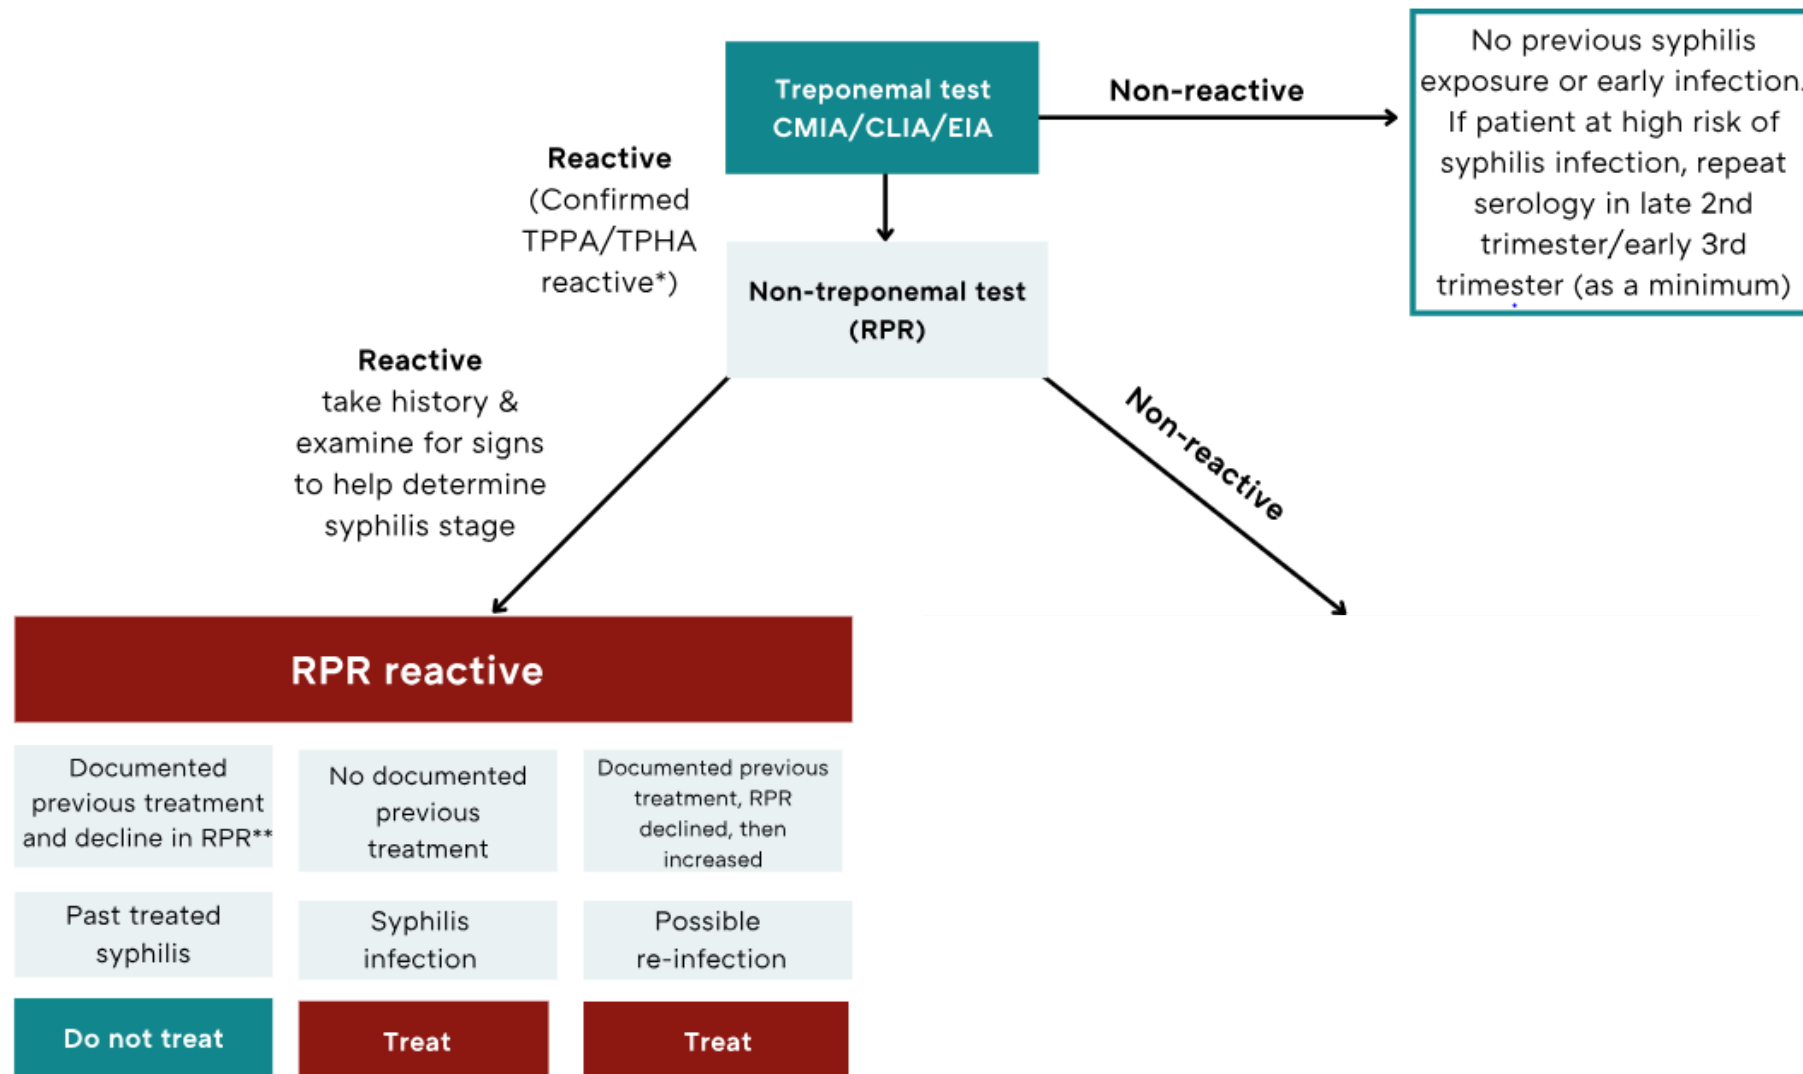 Treponemal test
CMIA/CLIA/EIA
Non-reactive
No previous syphilis
exposure or early infection.
If patient at high risk of
syphilis infection, repeat
serology in late 2nd
trimester/early 3rd
trimester (as a minimum)
Reactive
(Confirmed
TPPA/TPHA
reactive*)
Non-treponemal test
(RPR)
Reactive
take history &
examine for signs
to help determine
syphilis stage
Non-reactive
RPR reactive
Documented
previous treatment
and decline in RPR**
No documented
previous
treatment
Documented previous
treatment, RPR
declined, then
increased
Past treated
syphilis
Syphilis
infection
Possible
re-infection
Do not treat
Treat
Treat